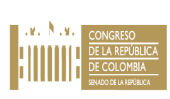 CONGRESO
DE LA REPÚBLICA
DE COLOMBIA
SENADO DE LA REPÚBLICA